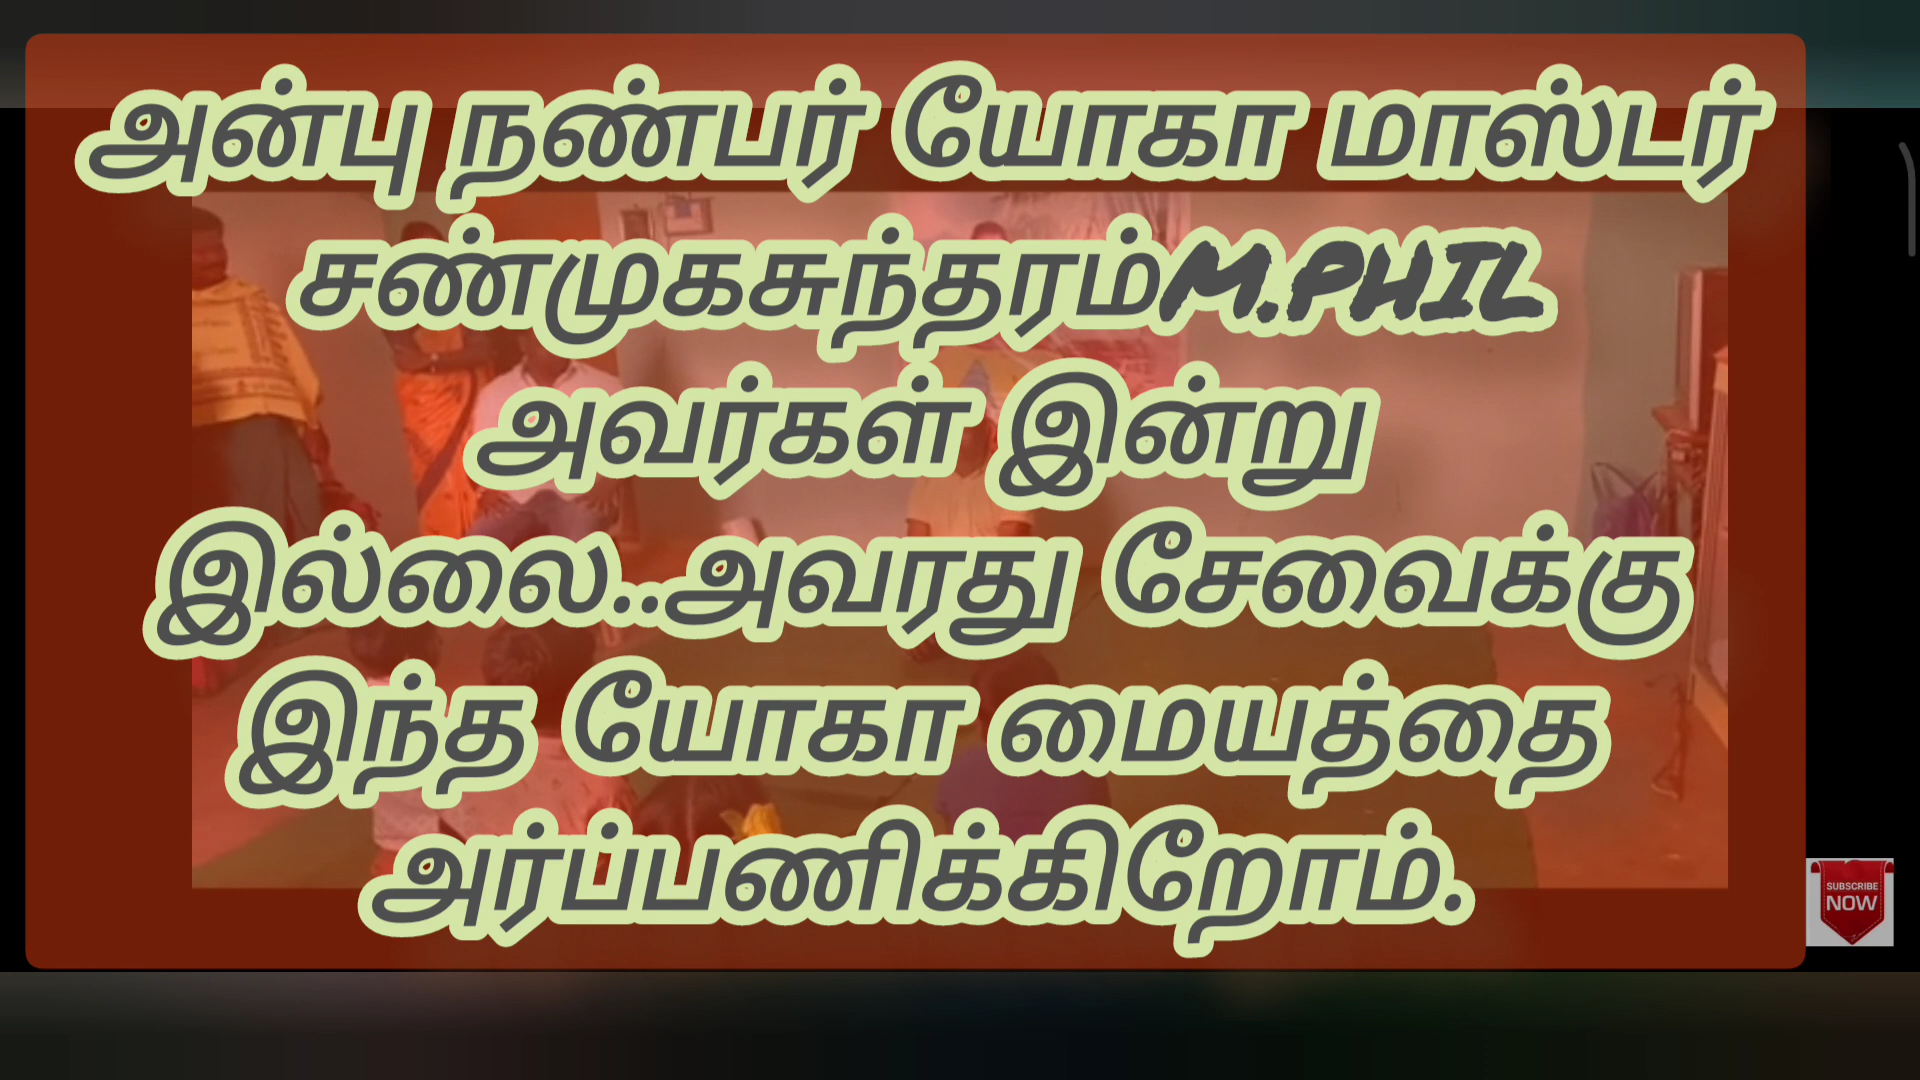 அன்பு நண்பர் யோகா மாஸ்டர்
சண்முகசுந்தரம்M.PHIL
அவர்கள் இன்று
இல்லை..அவரது சேவைக்கு
இந்த யோகா மையத்தை
அர்ப்பணிக்கிறோம்.
SUBSCRIBE
NOW